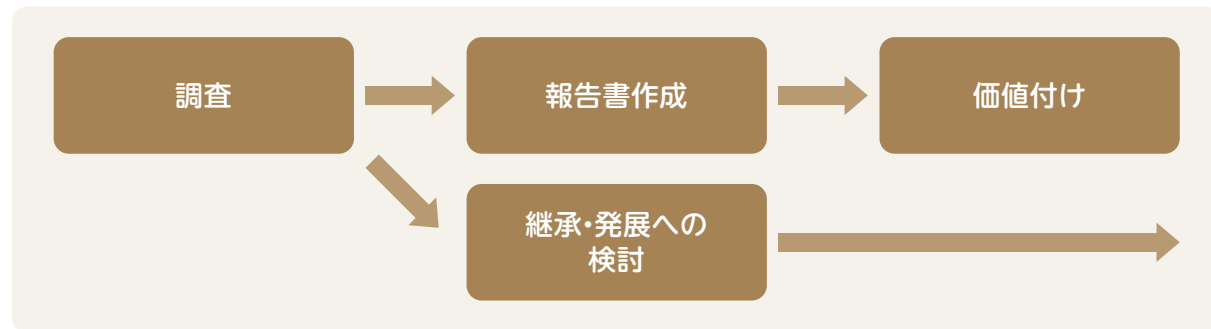 調査
報告書作成
価値付け
継承・発展への
検討